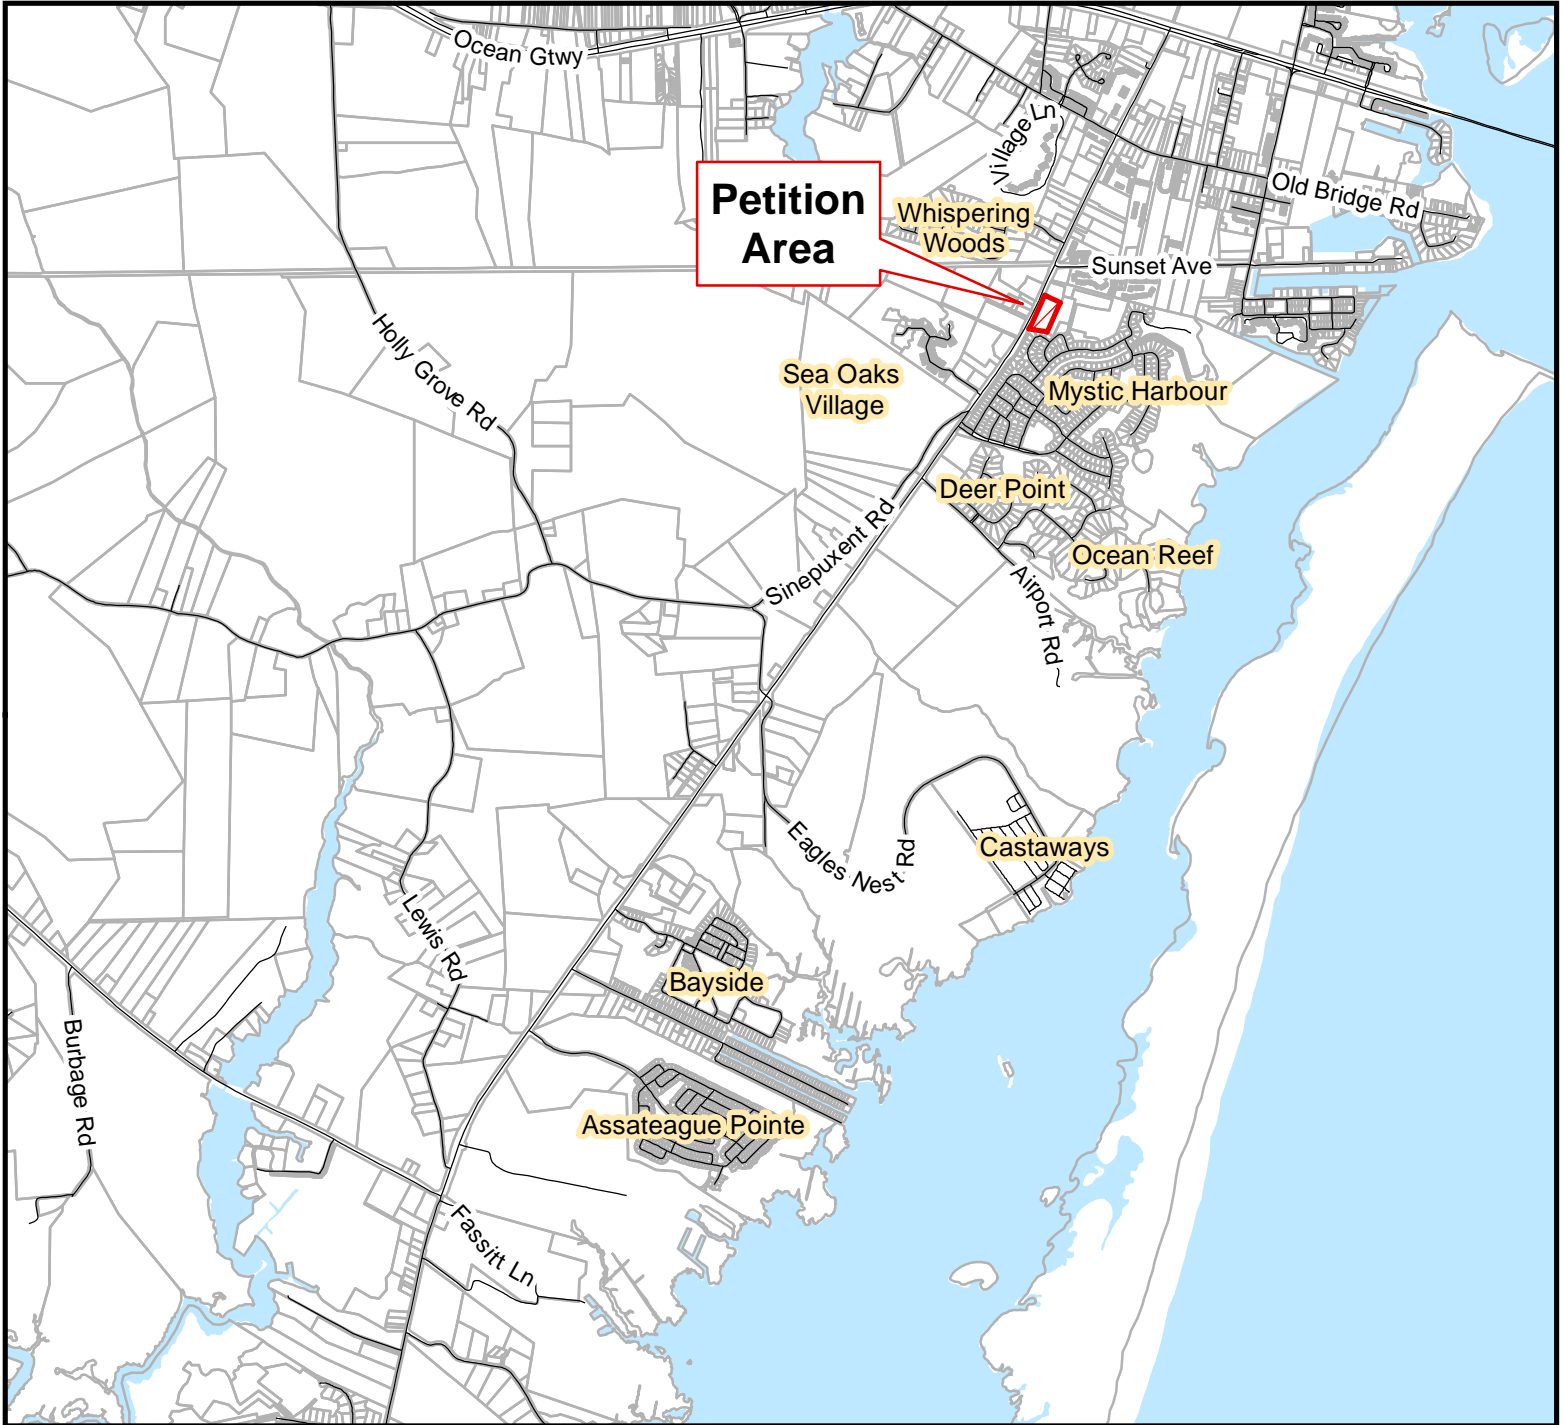 Ocean Gtwy
Village Ln
Petition
Area
Old Bridge Rd
Whispering
Woods
Sunset Ave
Holly Grove Rd
Sea Oaks
Village
Mystic Harbour
Deer Point
Sinepuxent Rd
Ocean Reef
Airport Rd
Eagles Nest Rd
Castaways
Lewis Rd
Bayside
Burbage Rd
Assateague Pointe
Fassitt Ln